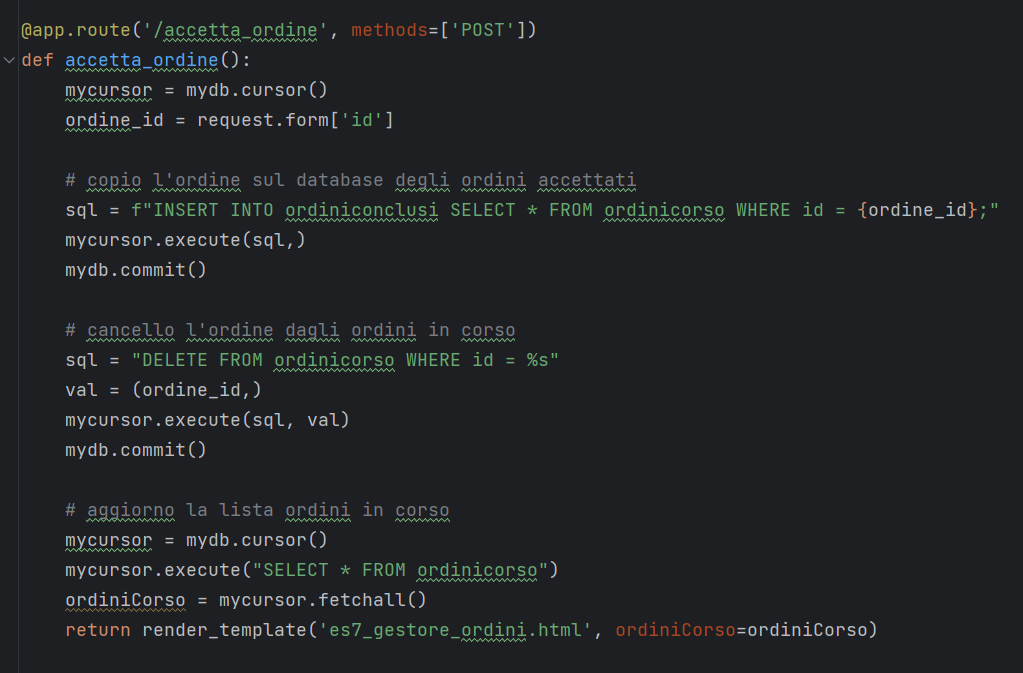 @app.route('/accetta_ordine', methods=['POST'])
def accetta_ordine():
    mycursor = mydb.cursor()
    ordine_id = request.form['id']

    # copio l'ordine sul database degli ordini accettati
    sql = f"INSERT INTO ordiniconclusi SELECT * FROM ordinicorso WHERE id = {ordine_id};"
    mycursor.execute(sql,)
    mydb.commit()

    # cancello l'ordine dagli ordini in corso
    sql = "DELETE FROM ordinicorso WHERE id = %s"
    val = (ordine_id,)
    mycursor.execute(sql, val)
    mydb.commit()

    # aggiorno la lista ordini in corso
    mycursor = mydb.cursor()
    mycursor.execute("SELECT * FROM ordinicorso")
    ordiniCorso = mycursor.fetchall()
    return render_template('es7_gestore_ordini.html', ordiniCorso=ordiniCorso)